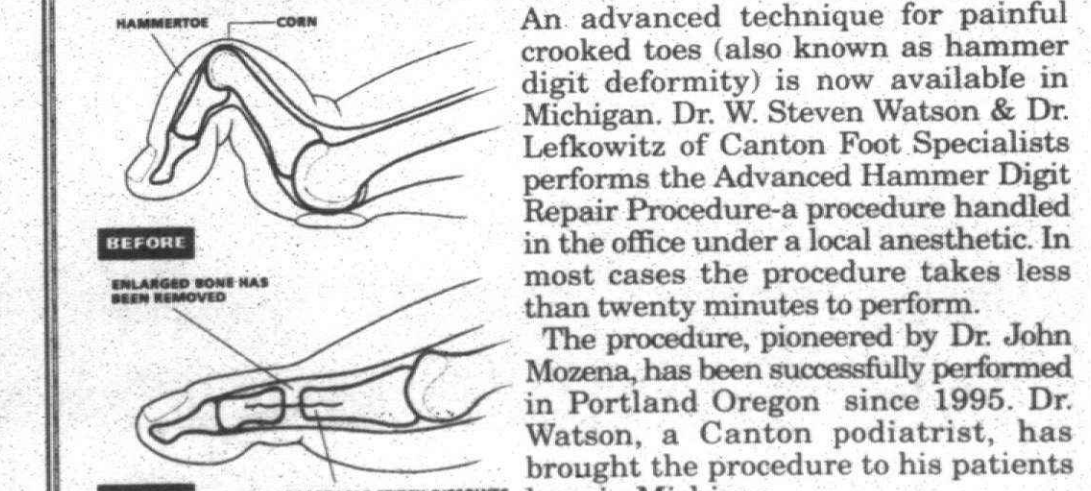 HAMMERTOE
CORN
BEFORE
ENLARGED BONE HAS
BEEN REMOVED
An advanced technique for painful
crooked toes (also known as hammer
digit deformity) is now available in
Michigan. Dr. W. Steven Watson & Dr.
Lefkowitz of Canton Foot Specialists
performs the Advanced Hammer Digit
Repair Procedure-a procedure handled
in the office under a local anesthetic. In
most cases the procedure takes less
than twenty minutes to perform.
The procedure, pioneered by Dr. John
Mozena, has been successfully performed
in Portland Oregon since 1995. Dr.
Watson, a Canton podiatrist, has
brought the procedure to his patients